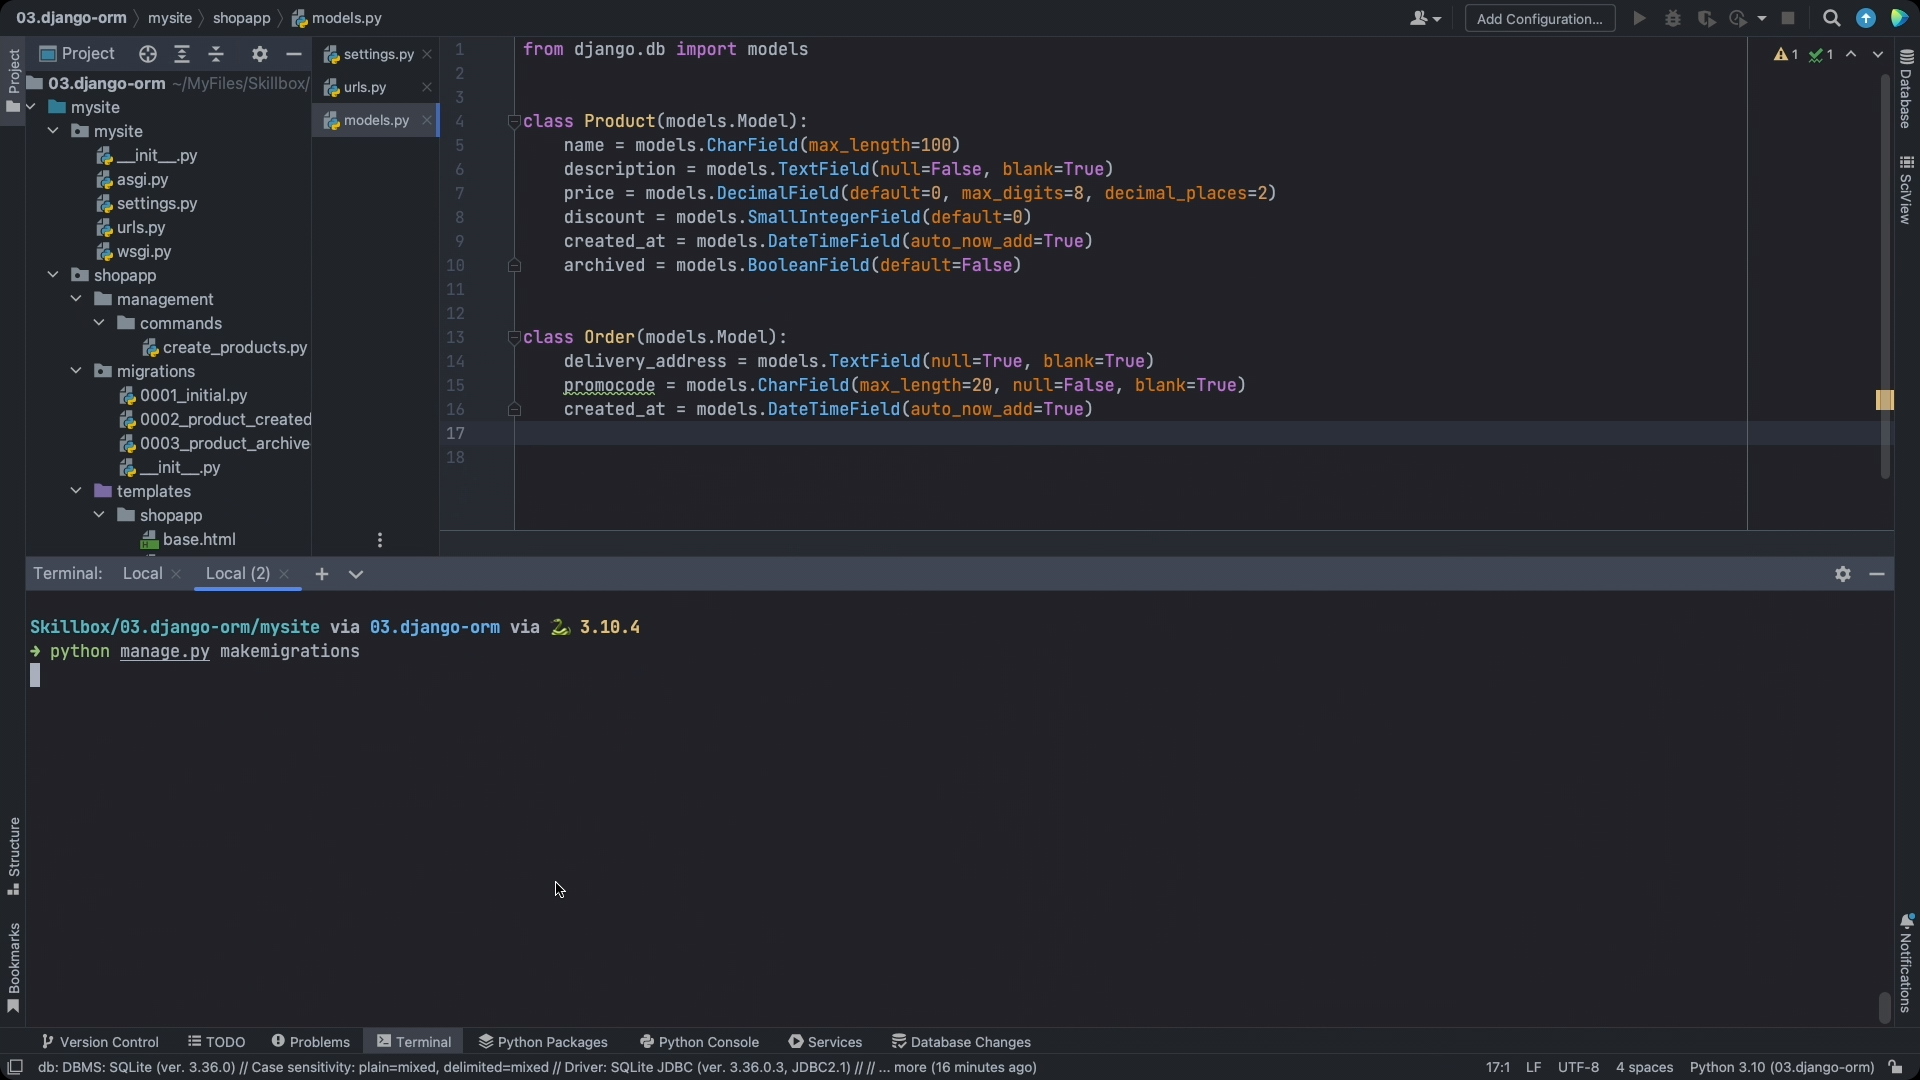 03.django-orm mysite shopapp models.py
Add Configuration...
Project
Project
settings.py
urls.py
models.py
03.django-orm ~/MyFiles/Skillbox/
mysite
mysite
__init__.py
asgi.py
settings.py
urls.py
wsgi.py
shopapp
management
commands
create_products.py
migrations
0001_initial.py
0002_product_created
0003_product_archive
__init__.py
templates
shopapp
base.html
1 from django.db import models
2
3
4 class Product(models.Model):
5 name = models.CharField(max_length=100)
6 description = models.TextField(null=False, blank=True)
7 price = models.DecimalField(default=0, max_digits=8, decimal_places=2)
8 discount = models.SmallIntegerField(default=0)
9 created_at = models.DateTimeField(auto_now_add=True)
10 archived = models.BooleanField(default=False)
11
12
13 class Order(models.Model):
14 delivery_address = models.TextField(null=True, blank=True)
15 promocode = models.CharField(max_length=20, null=False, blank=True)
16 created_at = models.DateTimeField(auto_now_add=True)
17
18
1 1
Database
SciView
Notifications
Terminal: Local Local (2)
Skillbox/03.django-orm/mysite via 03.django-orm via 3.10.4
→ python manage.py makemigrations
Structure
Bookmarks
Version Control TODO Problems Terminal Python Packages Python Console Services Database Changes
db: DBMS: SQLite (ver. 3.36.0) // Case sensitivity: plain=mixed, delimited=mixed // Driver: SQLite JDBC (ver. 3.36.0.3, JDBC2.1) // // ... more (16 minutes ago) 17:1 LF UTF-8 4 spaces Python 3.10 (03.django-orm)